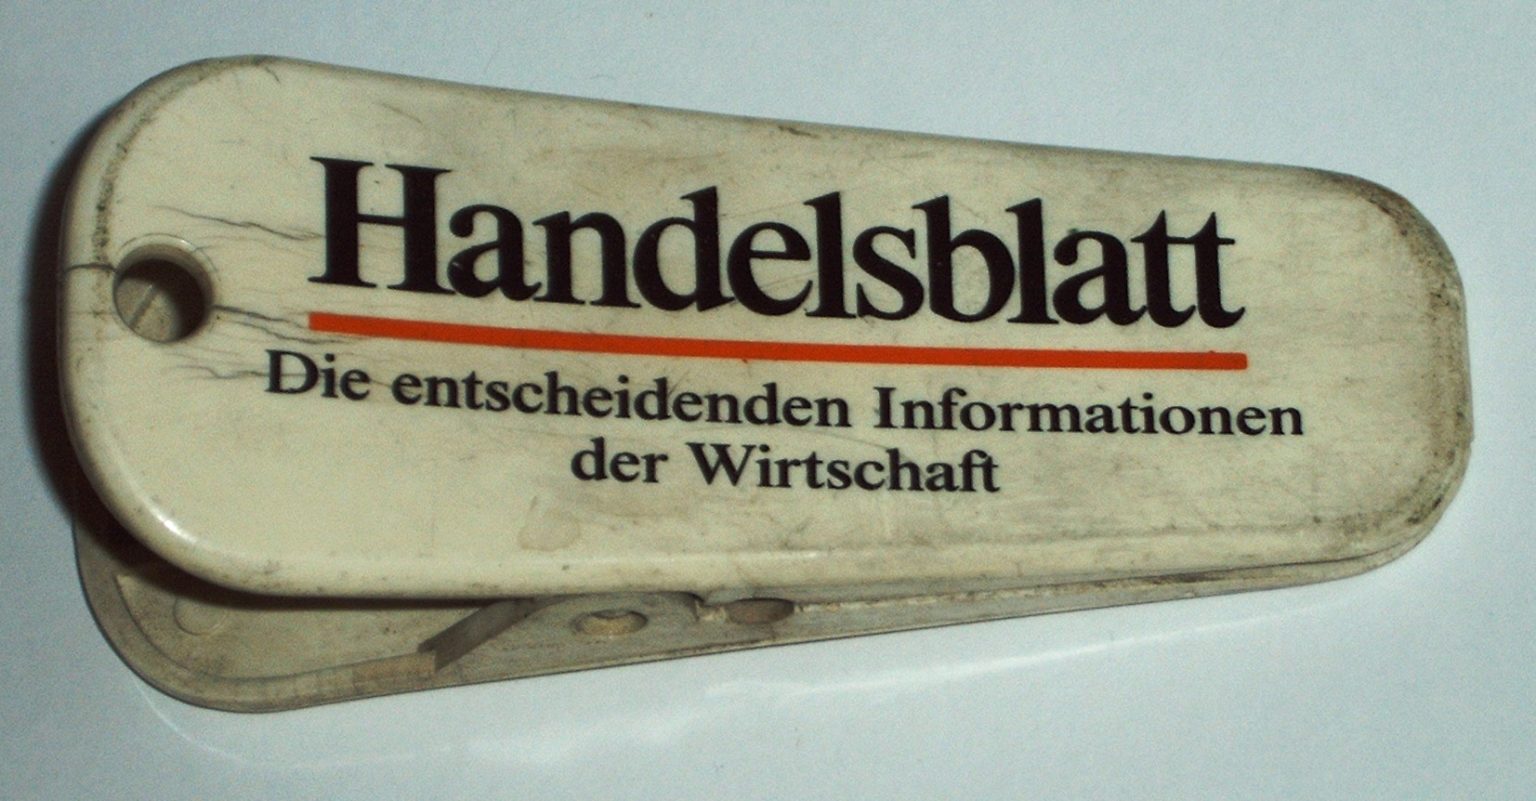 Handelsblatt
Die entscheidenden Informationen
der Wirtschaft